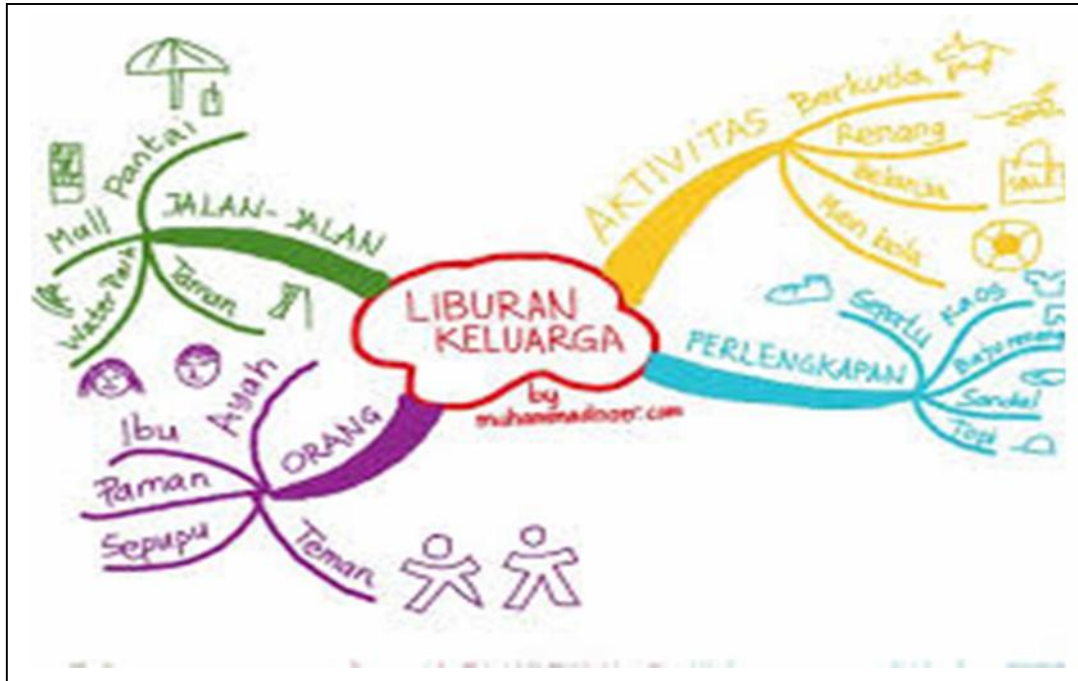 LIBURAN
KELUARGA
by
JALAN-JALAN
Pantai
Mall
Water Park
Taman
ORANG
Ayah
Ibu
Paman
Sepupu
Teman
AKTIVITAS
Berkuda
Renang
Belanja
Men bola
SALE
PERLENGKAPAN
Sepatu
Kaos
Sandal
Topi